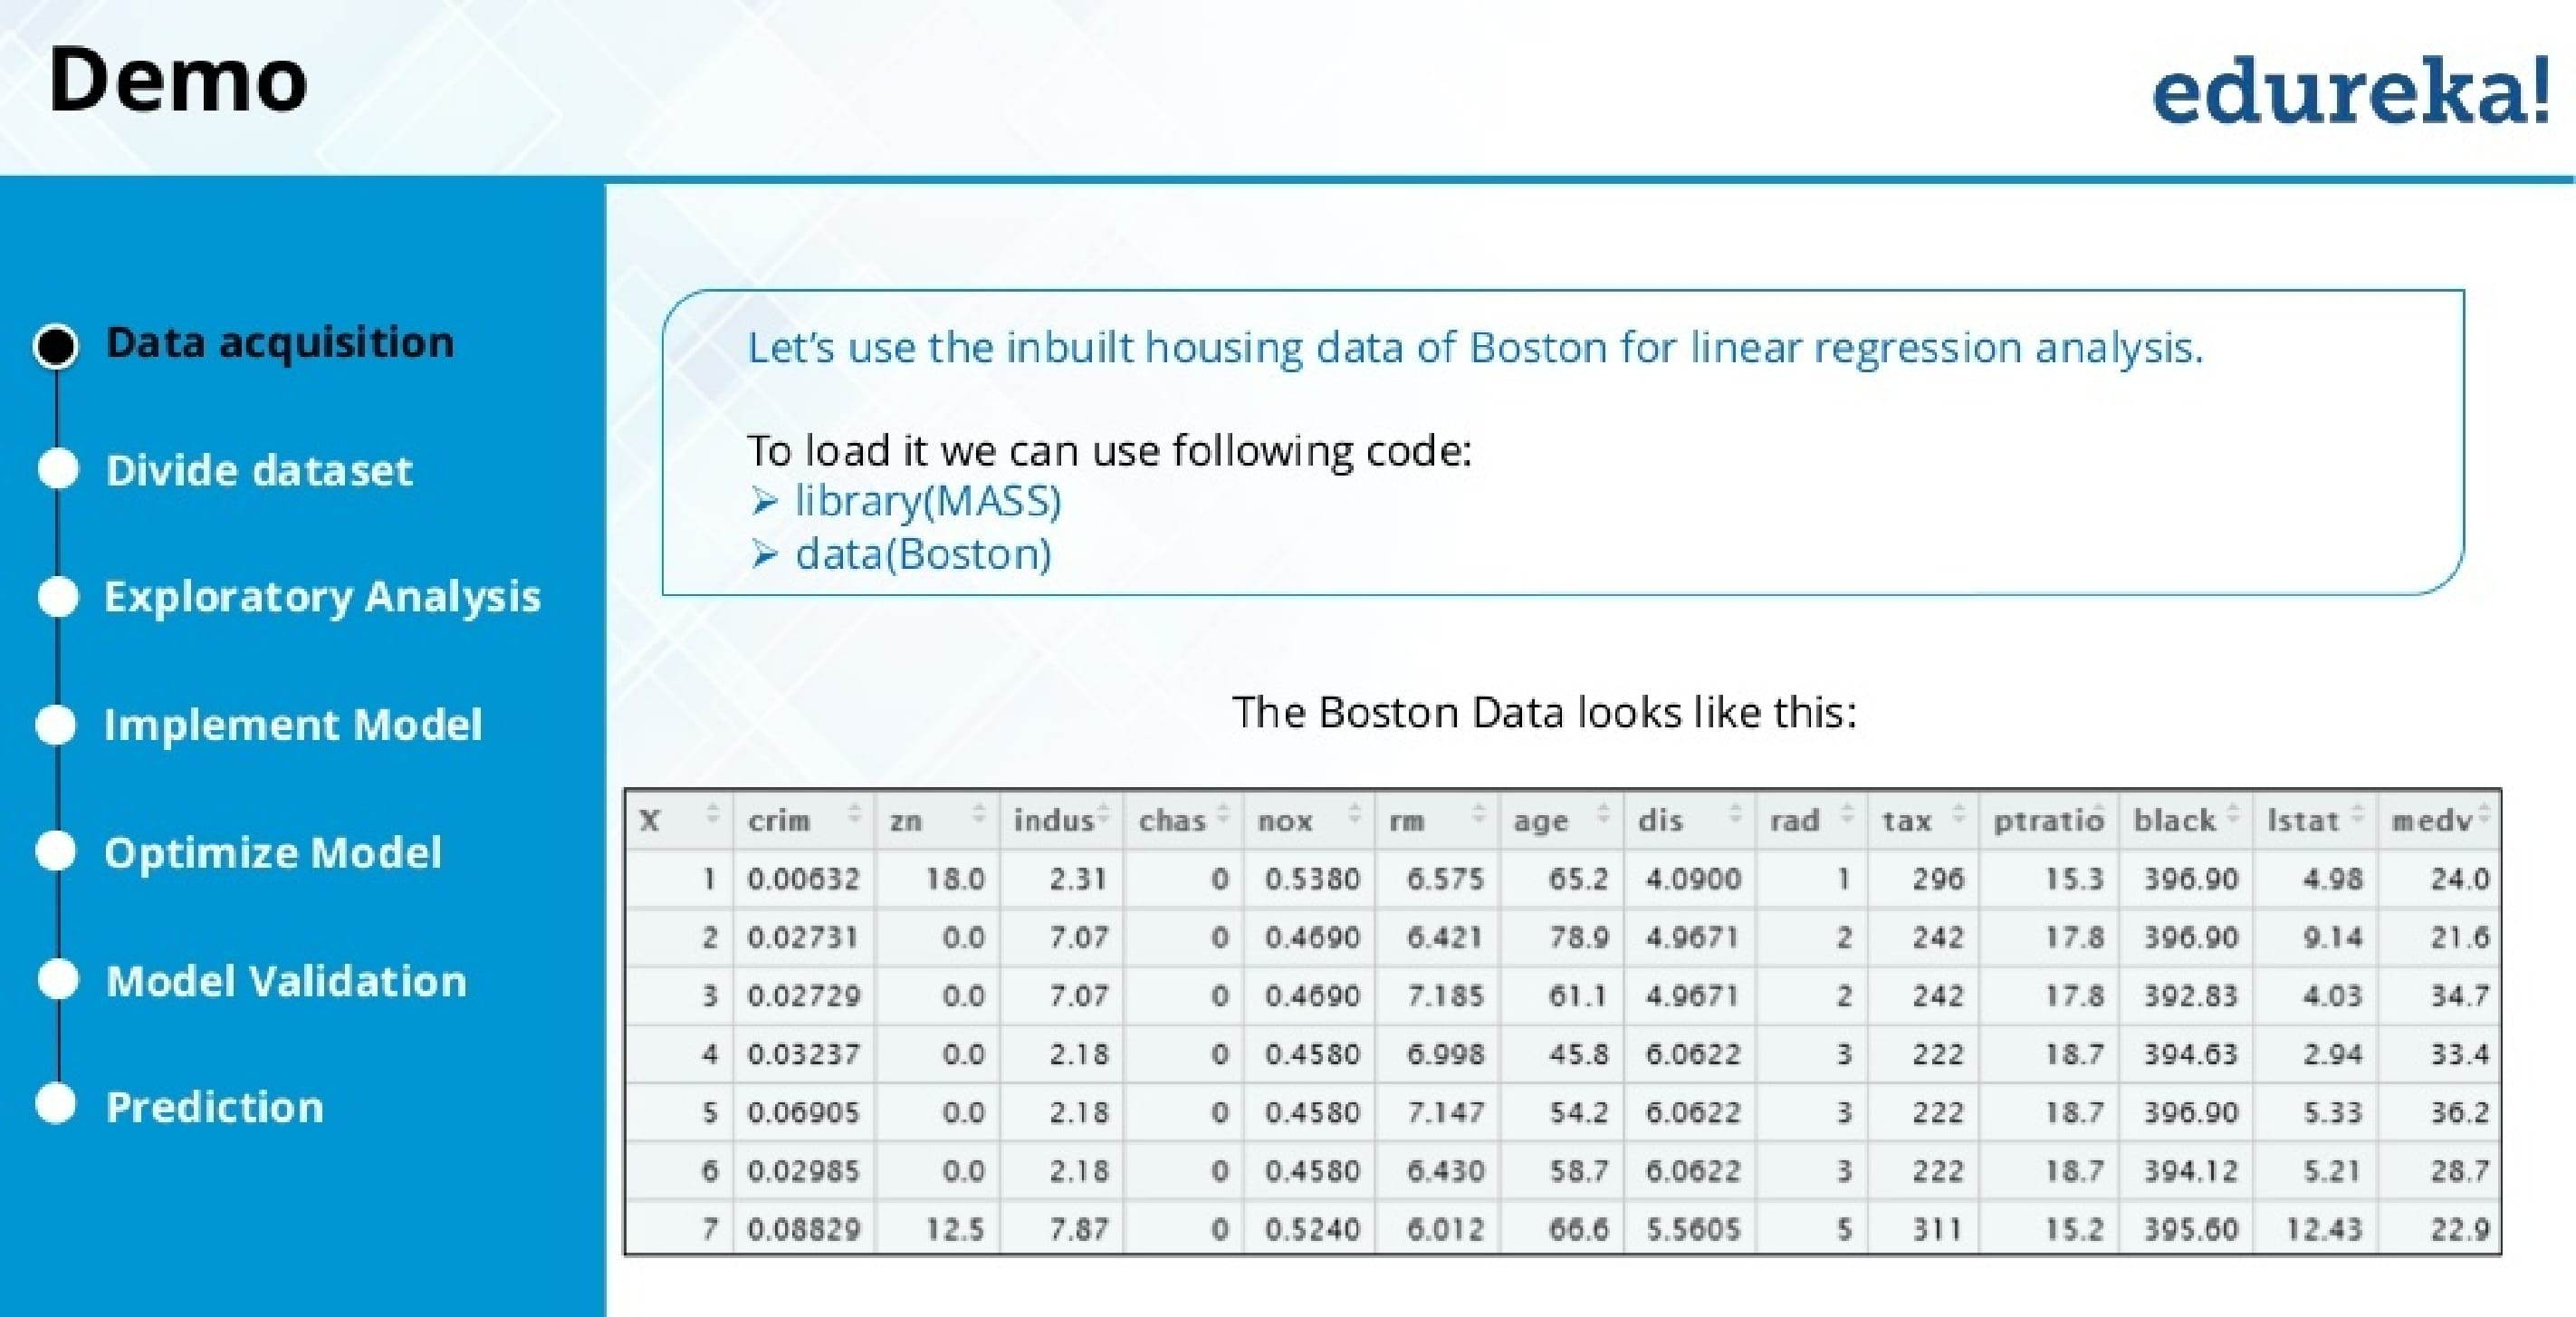 Demo
edureka!
Data acquisition
Divide dataset
Exploratory Analysis
Implement Model
Optimize Model
Model Validation
Prediction
Let's use the inbuilt housing data of Boston for linear regression analysis.
To load it we can use following code:
➢ library(MASS)
➢ data(Boston)
The Boston Data looks like this:
X crim zn indus chas nox rm age dis rad tax ptratio black lstat medv
1 0.00632 18.0 2.31 0 0.5380 6.575 65.2 4.0900 1 296 15.3 396.90 4.98 24.0
2 0.02731 0.0 7.07 0 0.4690 6.421 78.9 4.9671 2 242 17.8 396.90 9.14 21.6
3 0.02729 0.0 7.07 0 0.4690 7.185 61.1 4.9671 2 242 17.8 392.83 4.03 34.7
4 0.03237 0.0 2.18 0 0.4580 6.998 45.8 6.0622 3 222 18.7 394.63 2.94 33.4
5 0.06905 0.0 2.18 0 0.4580 7.147 54.2 6.0622 3 222 18.7 396.90 5.33 36.2
6 0.02985 0.0 2.18 0 0.4580 6.430 58.7 6.0622 3 222 18.7 394.12 5.21 28.7
7 0.08829 12.5 7.87 0 0.5240 6.012 66.6 5.5605 5 311 15.2 395.60 12.43 22.9